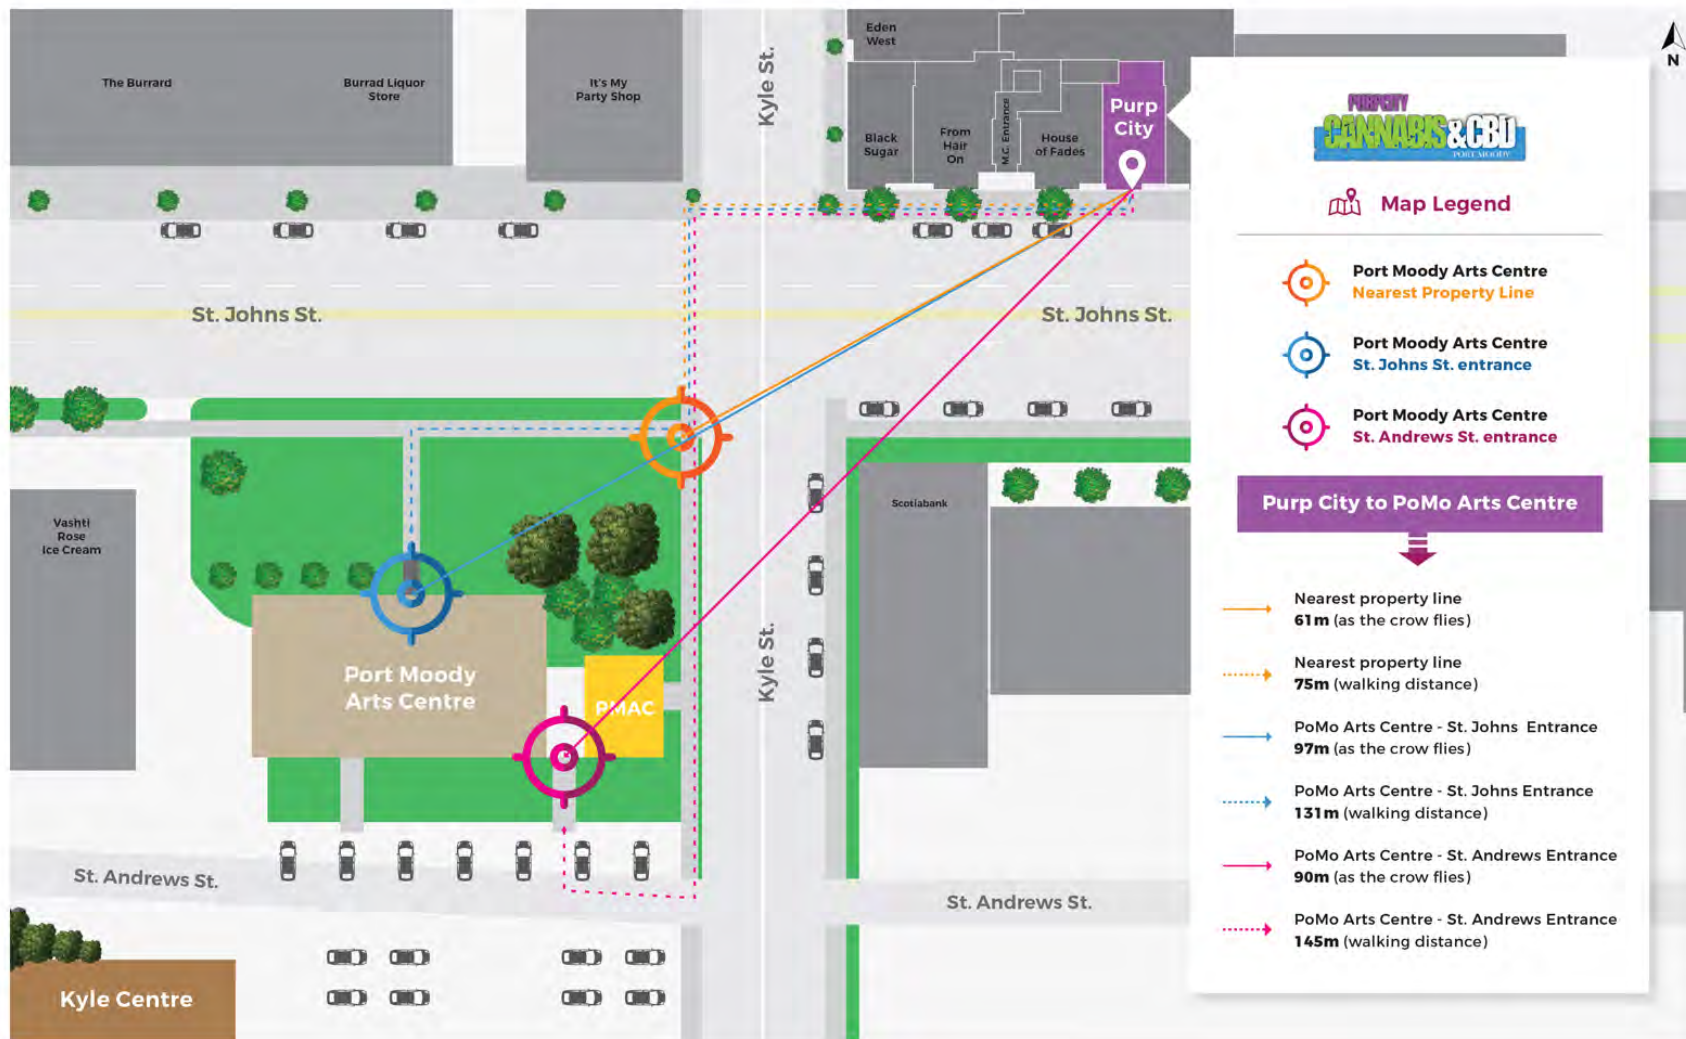 The Burrard
Burrad Liquor
Store
It's My
Party Shop
Kyle St.
Eden
West
Black
Sugar
From
Hair
On
M.C. Entrance
House
of Fades
Purp
City
N
St. Johns St.
St. Johns St.
Vashti
Rose
Ice Cream
Scotiabank
Port Moody
Arts Centre
PMAC
Kyle St.
St. Andrews St.
St. Andrews St.
Kyle Centre
PURPCITY
CANNABIS&CBD
PORT MOODY
Map Legend
Port Moody Arts Centre
Nearest Property Line
Port Moody Arts Centre
St. Johns St. entrance
Port Moody Arts Centre
St. Andrews St. entrance
Purp City to PoMo Arts Centre
Nearest property line
61m (as the crow flies)
Nearest property line
75m (walking distance)
PoMo Arts Centre - St. Johns Entrance
97m (as the crow flies)
PoMo Arts Centre - St. Johns Entrance
131m (walking distance)
PoMo Arts Centre - St. Andrews Entrance
90m (as the crow flies)
PoMo Arts Centre - St. Andrews Entrance
145m (walking distance)